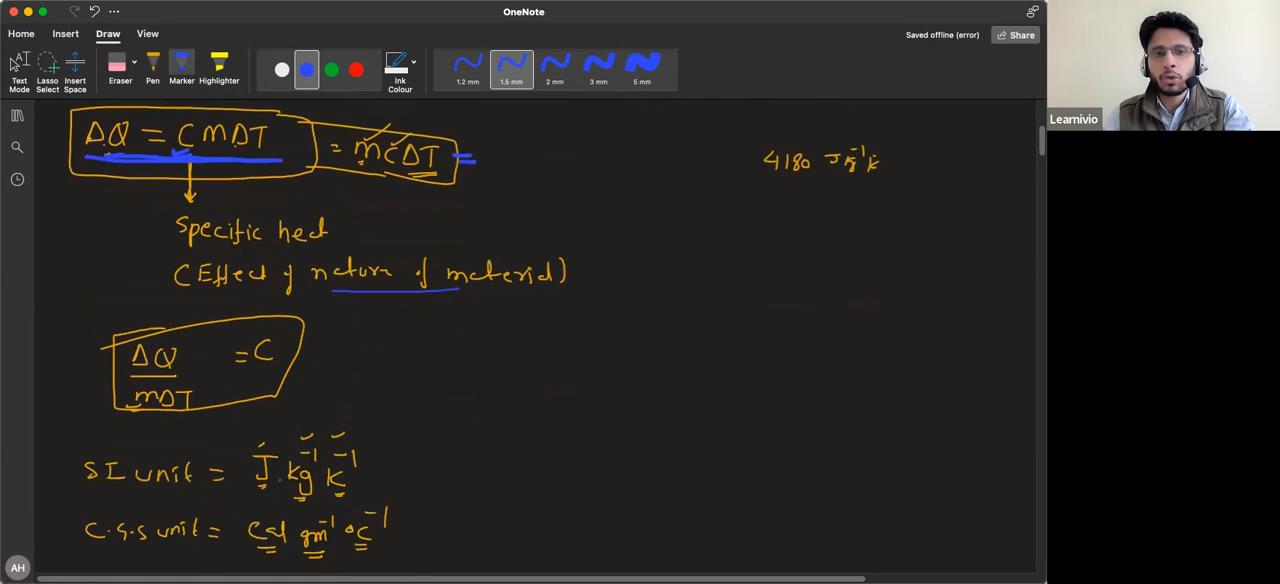 OneNote
Home Insert Draw View
Saved offline (error) Share
Text Mode
Lasso Select
Insert Space
Eraser
Pen
Marker
Highlighter
Ink Colour
1.2 mm 1.5 mm 2 mm 3 mm 5 mm
Learnivio
ΔQ = CMΔT = mCΔT =
4180 J kg⁻¹ K
Specific heat
(Effect of nature of material)
ΔQ/mΔT = C
SI unit = J kg⁻¹ K⁻¹
C.G.S unit = Cal gm⁻¹ °C⁻¹
AH